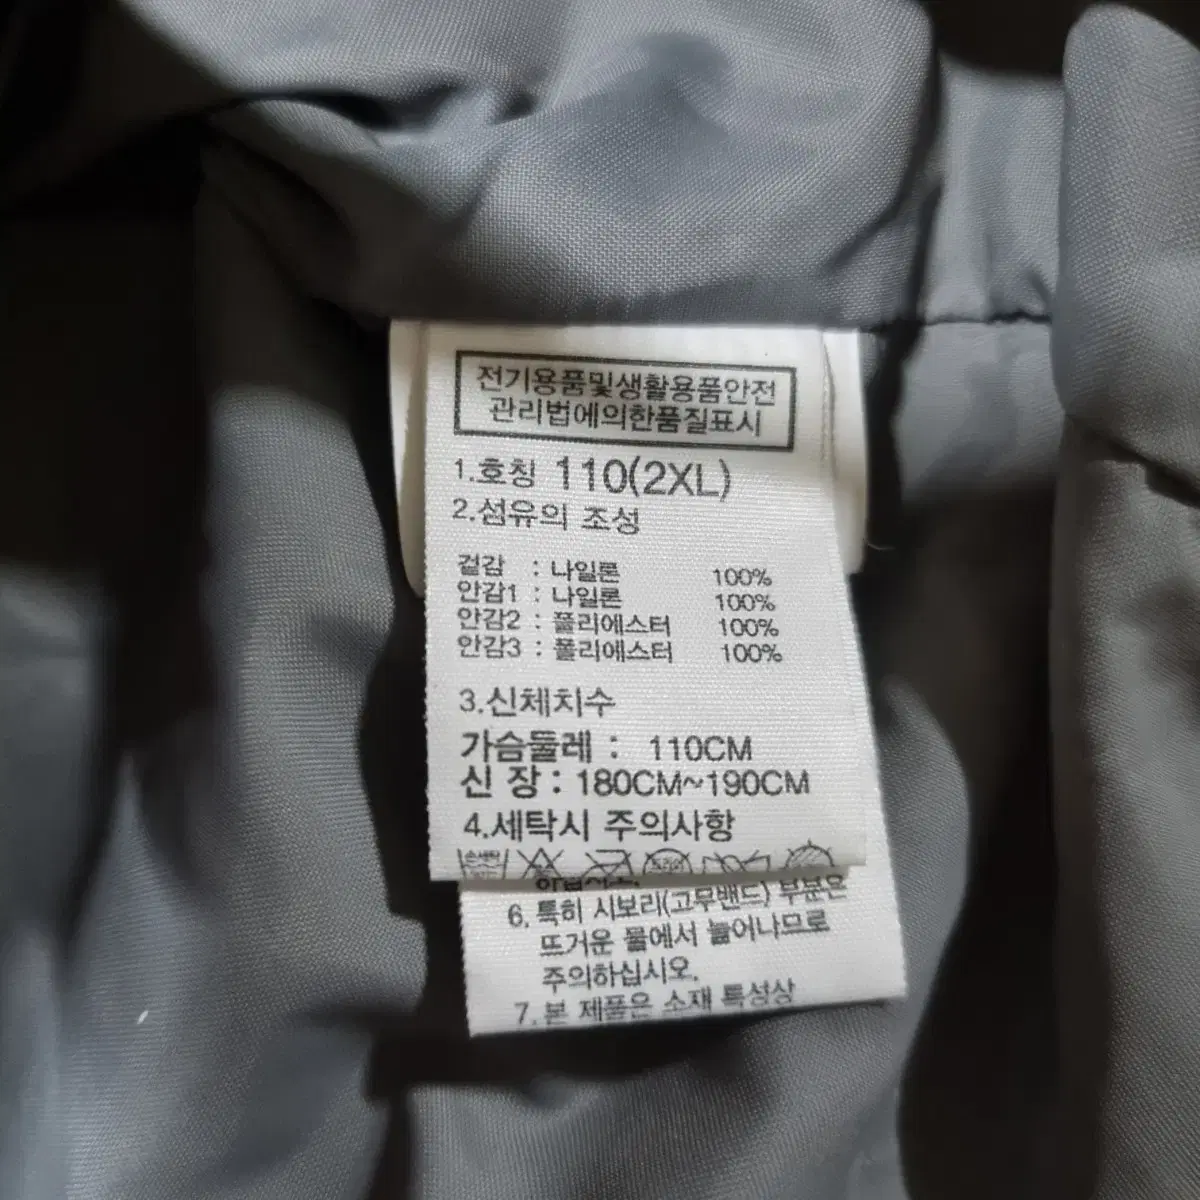 전기용품및생활용품안전
관리법에의한품질표시
1.호칭 110(2XL)
2.섬유의 조성
겉감 : 나일론 100%
안감1 : 나일론 100%
안감2 : 폴리에스터 100%
안감3 : 폴리에스터 100%
3.신체치수
가슴둘레 : 110CM
신 장 : 180CM~190CM
4.세탁시 주의사항
6. 특히 시보리(고무밴드) 부분은
뜨거운 물에서 늘어나므로
주의하십시오.
7. 본 제품은 소재 특성상